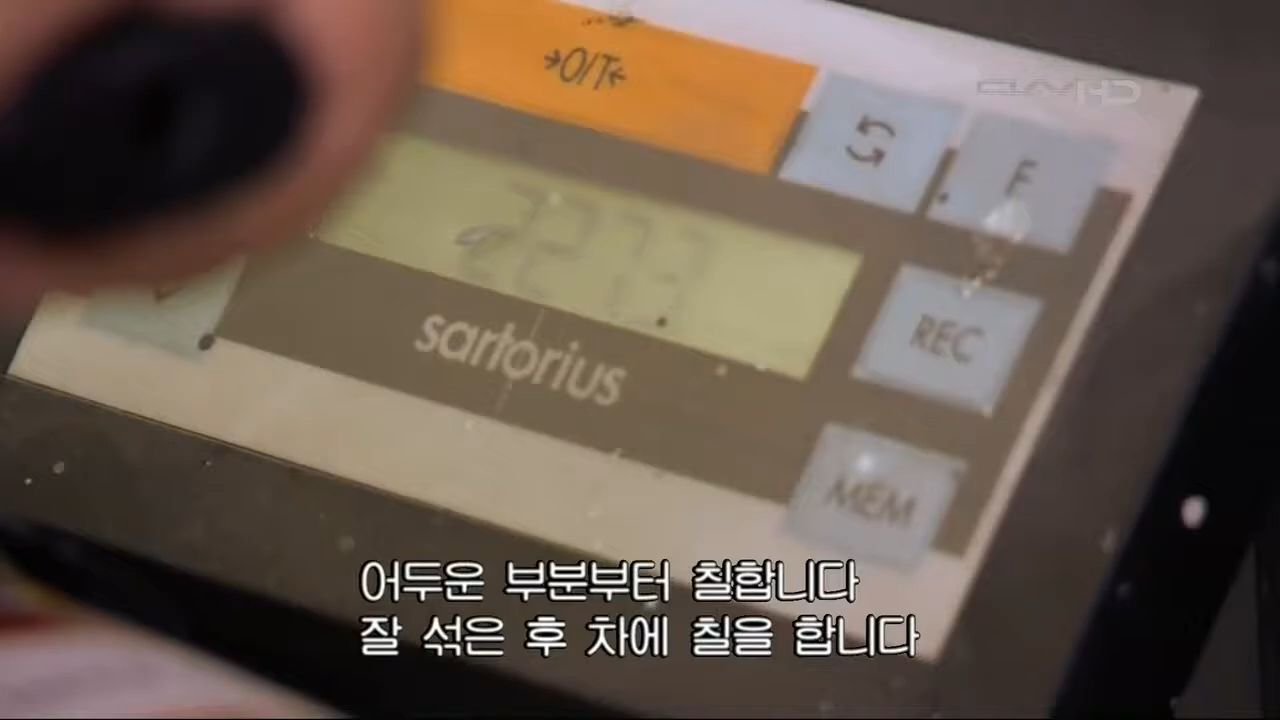 →O/T←
F
REC
sartorius
MEM
어두운 부분부터 칠합니다
잘 섞은 후 차에 칠을 합니다